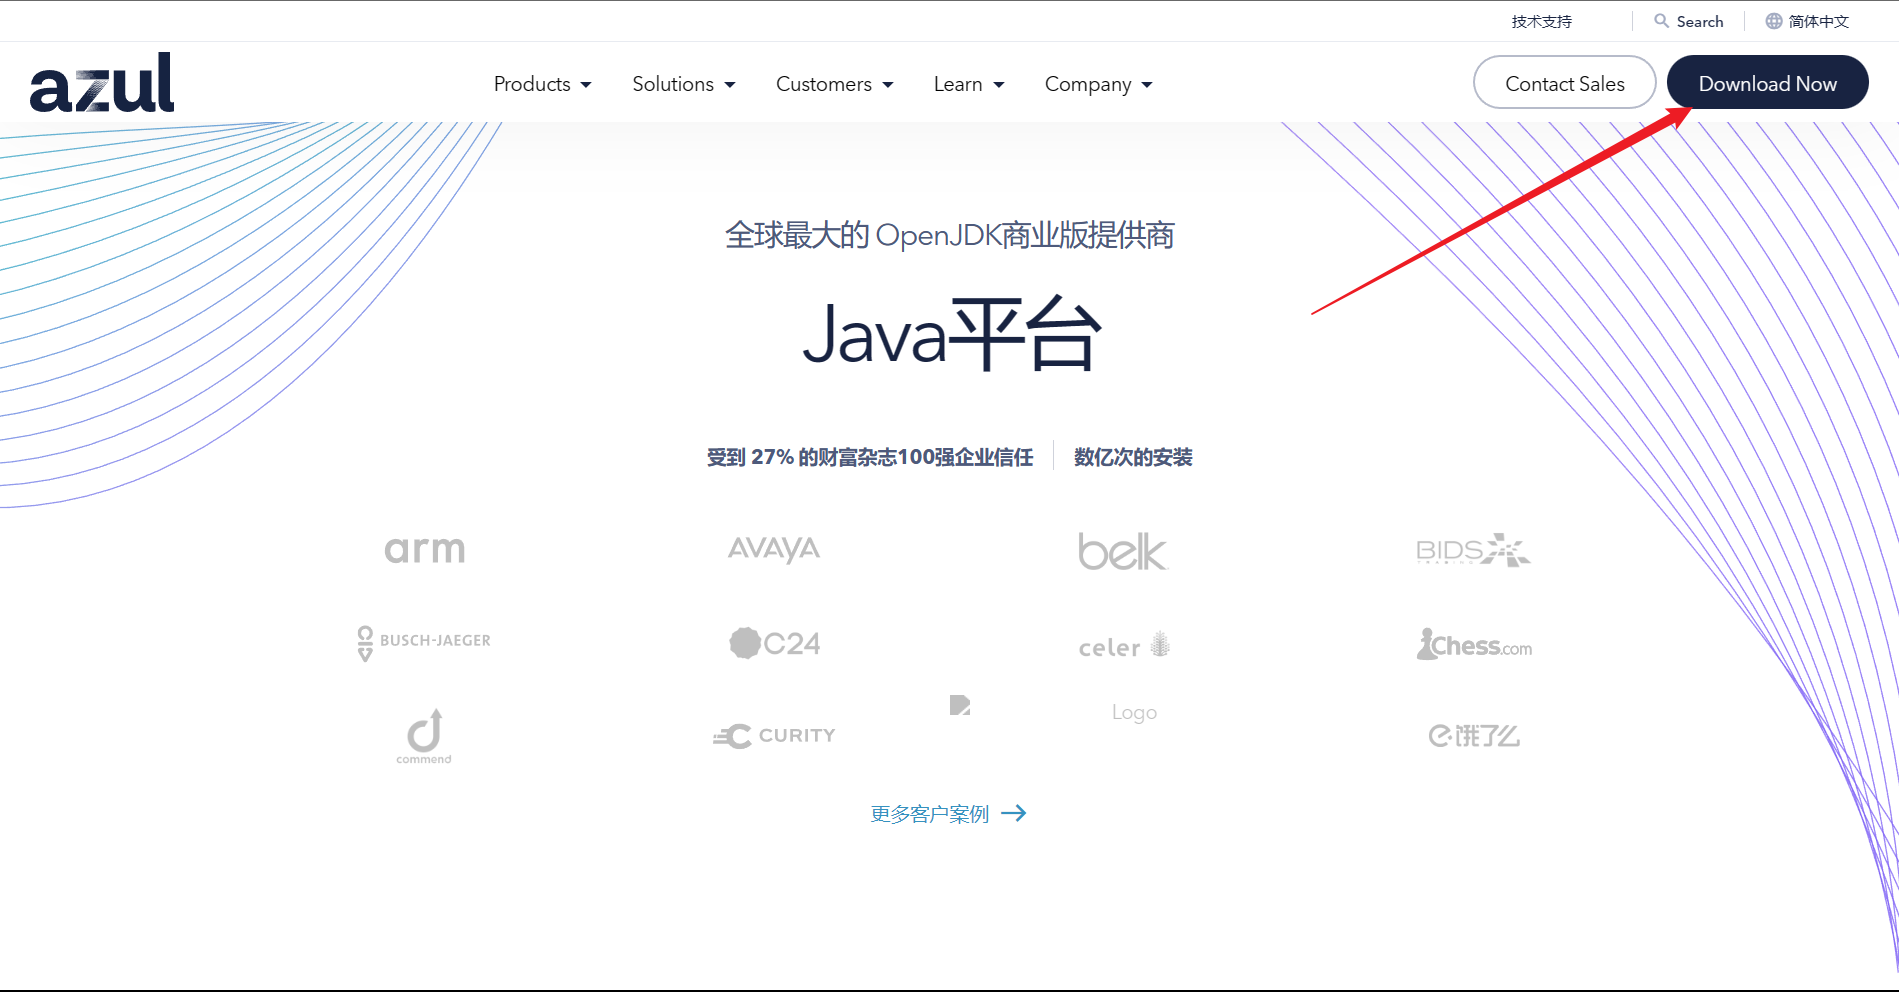 技术支持
Search
简体中文
azul
Products
Solutions
Customers
Learn
Company
Contact Sales
Download Now
全球最大的 OpenJDK商业版提供商
Java平台
受到 27% 的财富杂志100强企业信任
数亿次的安装
arm
AVAYA
belk
BIDS
TRADING
BUSCH-JAEGER
C24
celer
Chess.com
commend
CURITY
Logo
饿了么
更多客户案例